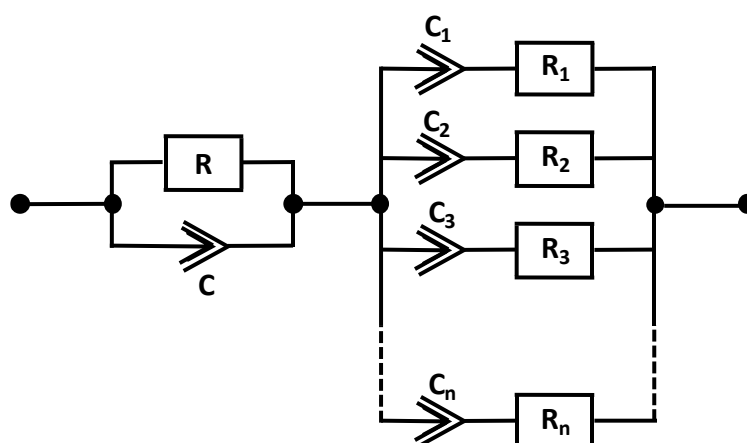 C₁
R₁
C₂
R₂
R
C₃
R₃
C
Cₙ
Rₙ